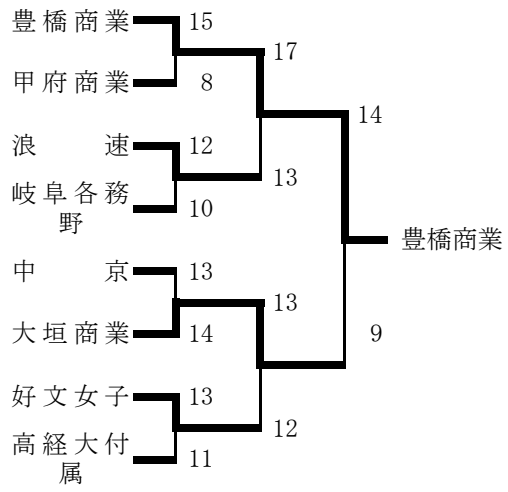 豊橋商業 15
17
甲府商業 8
14
浪速 12
13
岐阜各務野 10
豊橋商業
中京 13
13
大垣商業 14
9
好文女子 13
12
高経大付属 11